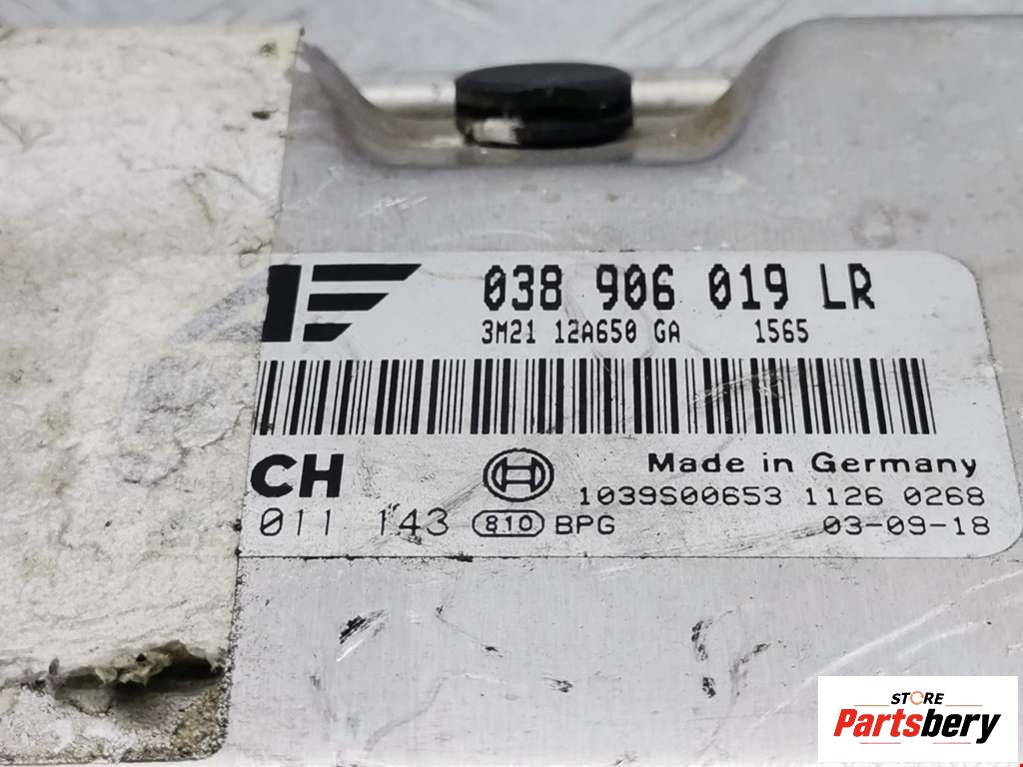 038 906 019 LR
3M21 12A650 GA 1565
CH
Made in Germany
1039S00653 1126 0268
011 143 810 BPG 03-09-18
STORE
Partsbery